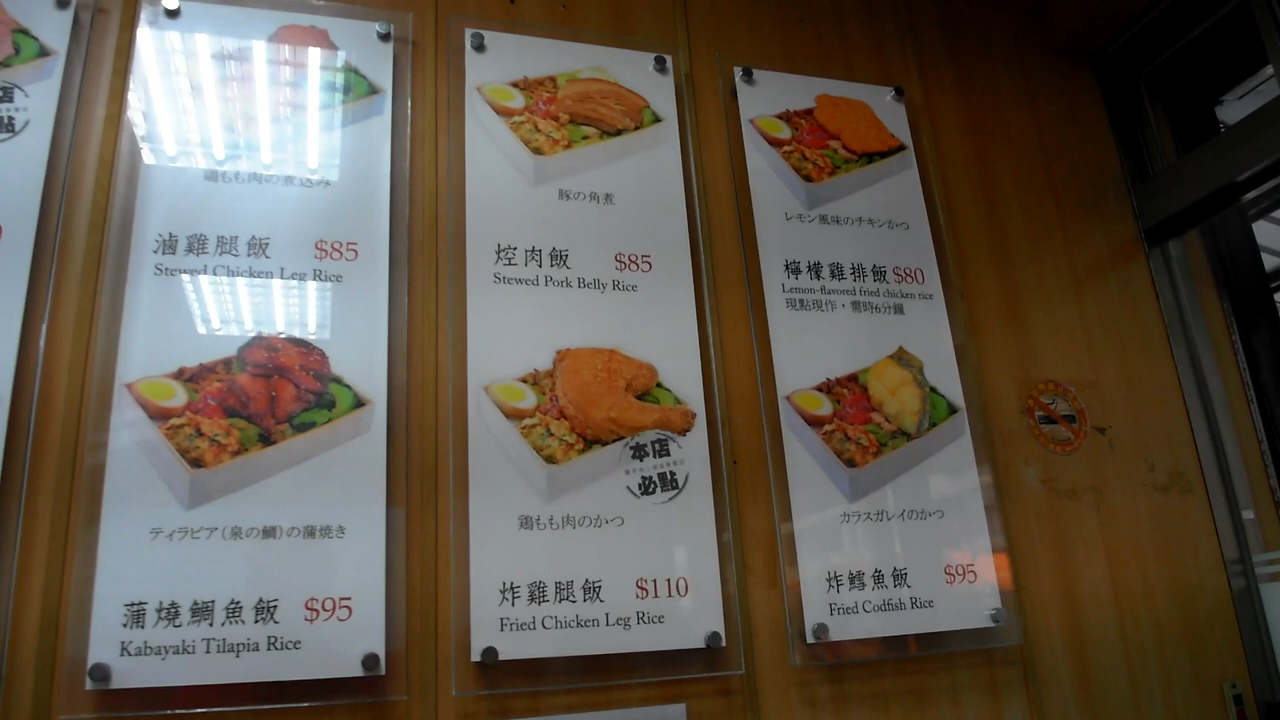 店
點
鶏もも肉の煮込み
滷雞腿飯 $85
Stewed Chicken Leg Rice
ティラピア(泉の鯛)の蒲焼き
蒲燒鯛魚飯 $95
Kabayaki Tilapia Rice
豚の角煮
焢肉飯 $85
Stewed Pork Belly Rice
本店
必點
鶏もも肉のかつ
炸雞腿飯 $110
Fried Chicken Leg Rice
レモン風味のチキンかつ
檸檬雞排飯 $80
Lemon-flavored fried chicken rice
現點現作，需時6分鐘
カラスガレイのかつ
炸鱈魚飯 $95
Fried Codfish Rice